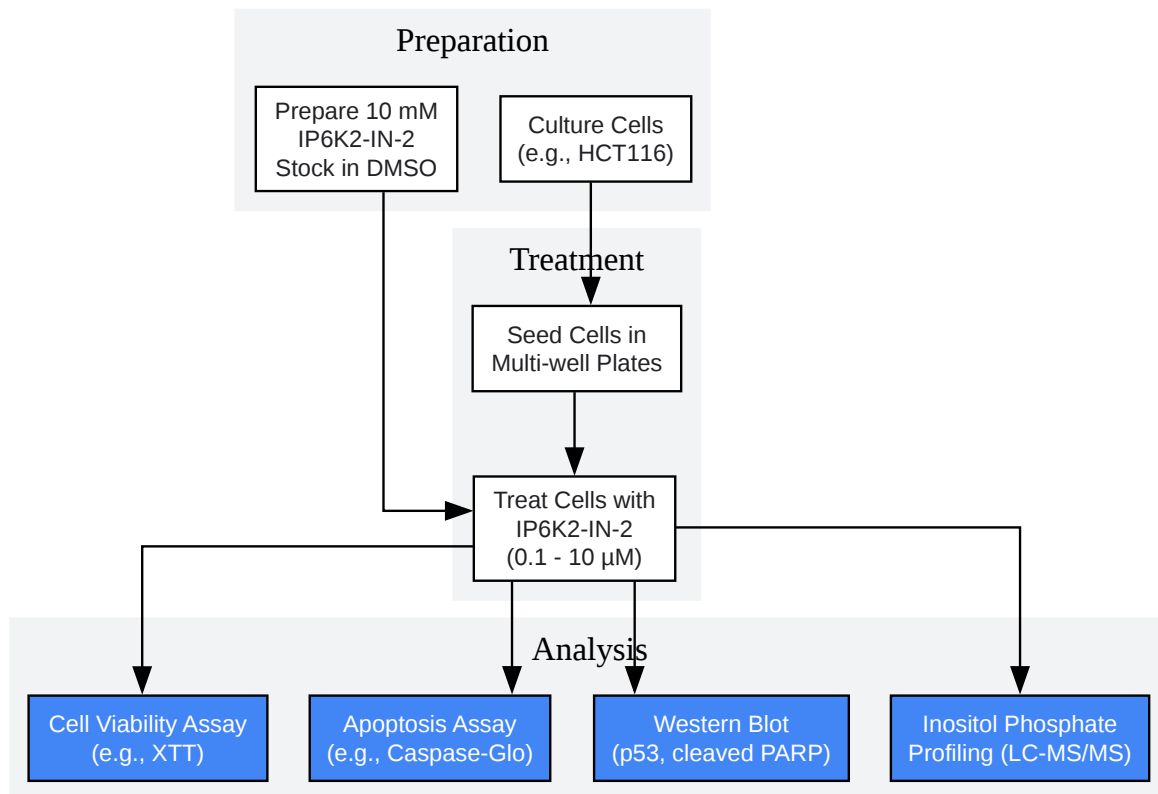 Preparation
Prepare 10 mM
IP6K2-IN-2
Stock in DMSO
Culture Cells
(e.g., HCT116)
Treatment
Seed Cells in
Multi-well Plates
Treat Cells with
IP6K2-IN-2
(0.1 - 10 µM)
Analysis
Cell Viability Assay
(e.g., XTT)
Apoptosis Assay
(e.g., Caspase-Glo)
Western Blot
(p53, cleaved PARP)
Inositol Phosphate
Profiling (LC-MS/MS)